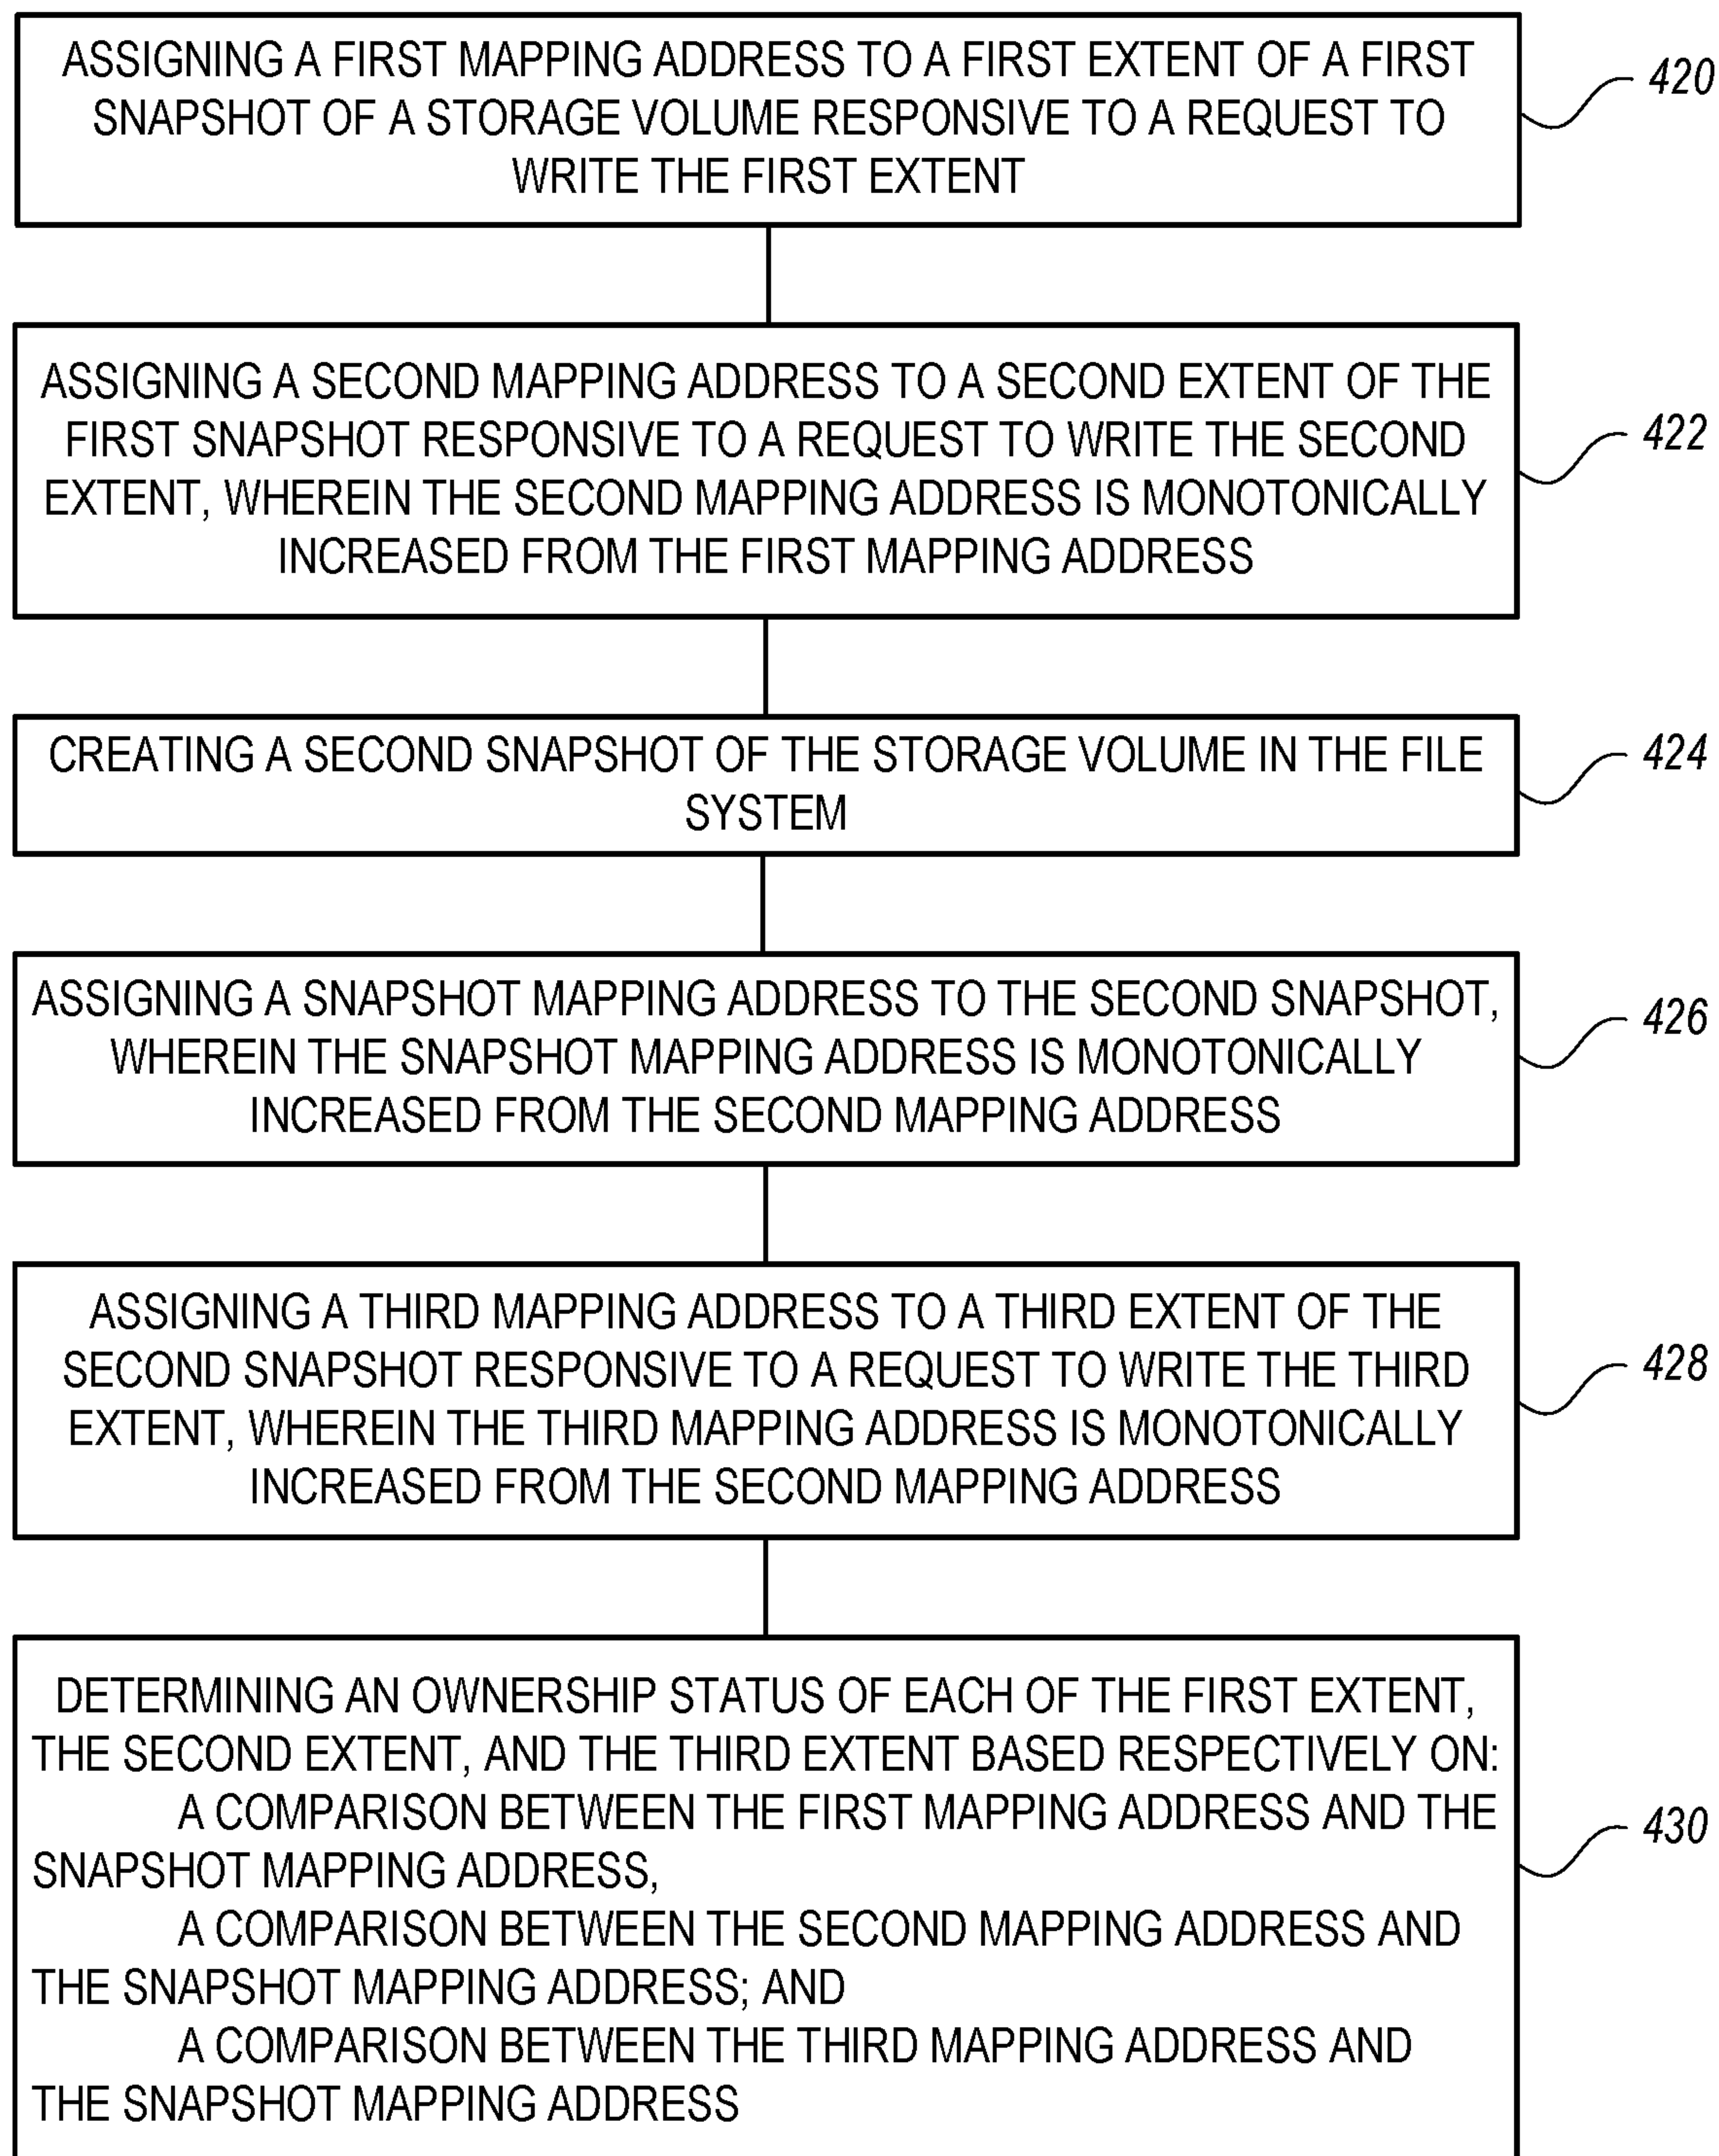 ASSIGNING A FIRST MAPPING ADDRESS TO A FIRST EXTENT OF A FIRST
SNAPSHOT OF A STORAGE VOLUME RESPONSIVE TO A REQUEST TO
WRITE THE FIRST EXTENT
420
ASSIGNING A SECOND MAPPING ADDRESS TO A SECOND EXTENT OF THE
FIRST SNAPSHOT RESPONSIVE TO A REQUEST TO WRITE THE SECOND
EXTENT, WHEREIN THE SECOND MAPPING ADDRESS IS MONOTONICALLY
INCREASED FROM THE FIRST MAPPING ADDRESS
422
CREATING A SECOND SNAPSHOT OF THE STORAGE VOLUME IN THE FILE
SYSTEM
424
ASSIGNING A SNAPSHOT MAPPING ADDRESS TO THE SECOND SNAPSHOT,
WHEREIN THE SNAPSHOT MAPPING ADDRESS IS MONOTONICALLY
INCREASED FROM THE SECOND MAPPING ADDRESS
426
ASSIGNING A THIRD MAPPING ADDRESS TO A THIRD EXTENT OF THE
SECOND SNAPSHOT RESPONSIVE TO A REQUEST TO WRITE THE THIRD
EXTENT, WHEREIN THE THIRD MAPPING ADDRESS IS MONOTONICALLY
INCREASED FROM THE SECOND MAPPING ADDRESS
428
DETERMINING AN OWNERSHIP STATUS OF EACH OF THE FIRST EXTENT,
THE SECOND EXTENT, AND THE THIRD EXTENT BASED RESPECTIVELY ON:
A COMPARISON BETWEEN THE FIRST MAPPING ADDRESS AND THE
SNAPSHOT MAPPING ADDRESS,
A COMPARISON BETWEEN THE SECOND MAPPING ADDRESS AND
THE SNAPSHOT MAPPING ADDRESS; AND
A COMPARISON BETWEEN THE THIRD MAPPING ADDRESS AND
THE SNAPSHOT MAPPING ADDRESS
430